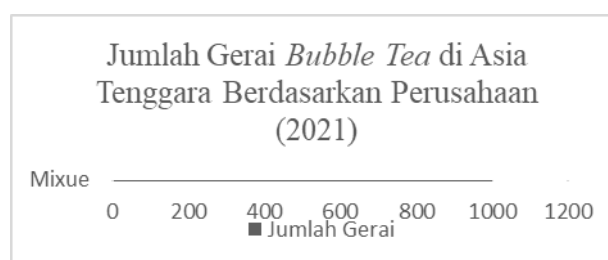 Jumlah Gerai Bubble Tea di Asia
Tenggara Berdasarkan Perusahaan
(2021)
Mixue
0 200 400 600 800 1000 1200
Jumlah Gerai